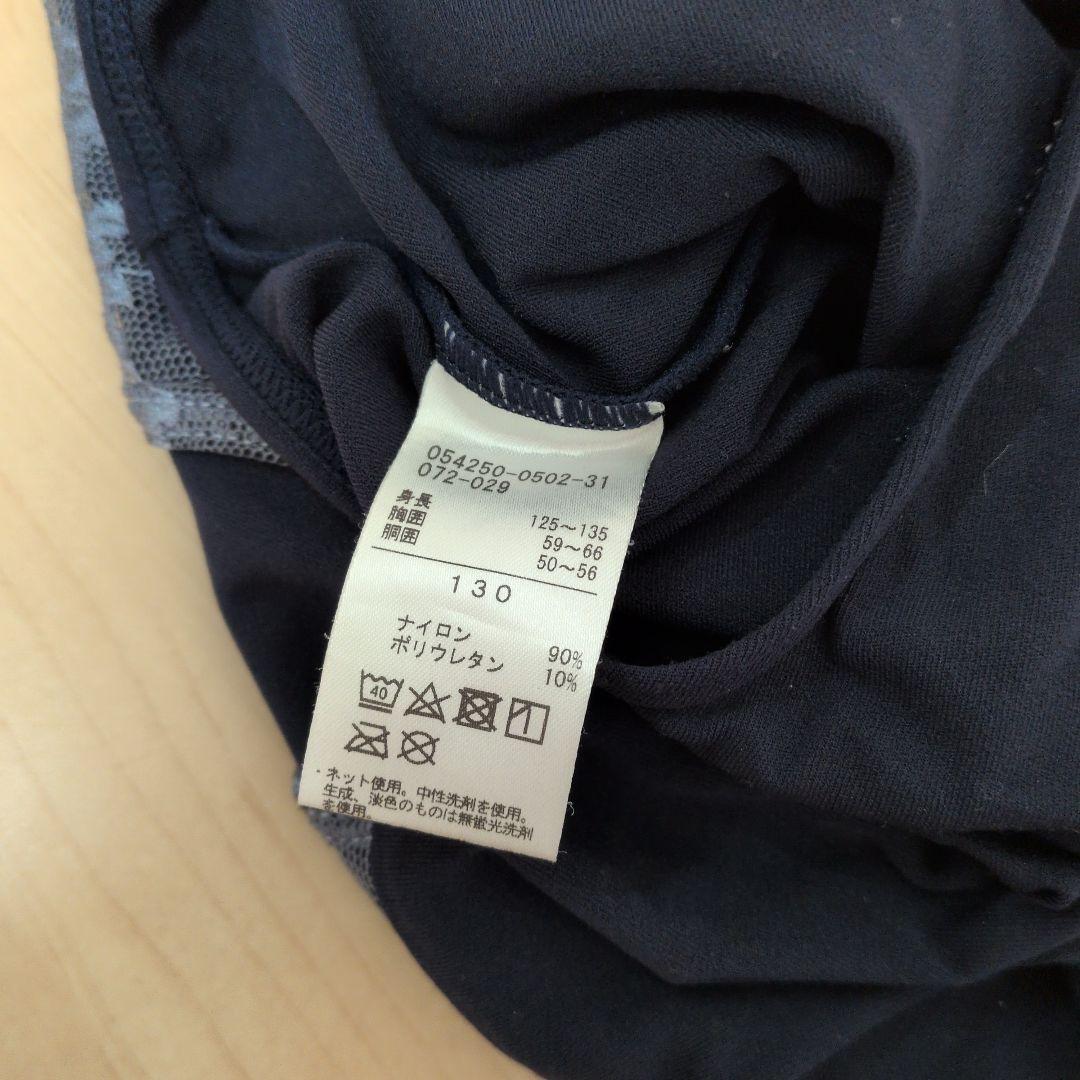 054250-0502-31
072-029
身長 125〜135
胸囲 59〜66
胴囲 50〜56
130
ナイロン 90%
ポリウレタン 10%
40
・ネット使用。中性洗剤を使用。
生成、淡色のものは無蛍光洗剤
を使用。